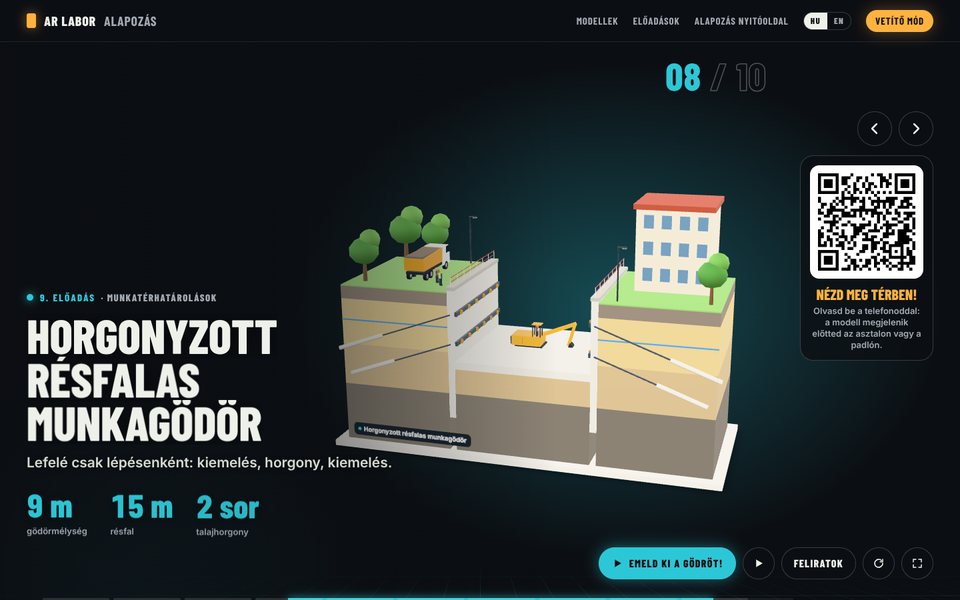 AR LABOR ALAPOZÁS
MODELLEK
ELŐADÁSOK
ALAPOZÁS NYITÓOLDAL
HU
EN
VETÍTŐ MÓD
08 / 10
NÉZD MEG TÉRBEN!
Olvasd be a telefonoddal:
a modell megjelenik
előtted az asztalon vagy a
padlón.
9. ELŐADÁS · MUNKATÉRHATÁROLÁSOK
HORGONYZOTT
RÉSFALAS
MUNKAGÖDÖR
Lefelé csak lépésenként: kiemelés, horgony, kiemelés.
9 m
gödörmélység
15 m
résfal
2 sor
talajhorgony
Horgonyzott résfalas munkagödör
EMELD KI A GÖDRÖT!
FELIRATOK